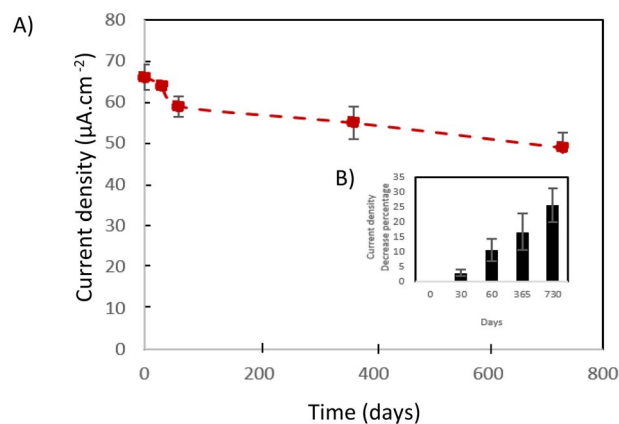 A)
80
70
60
50
40
30
20
10
0
Current density (µA.cm-2)
0 200 400 600 800
Time (days)
B)
35
30
25
20
15
10
5
0
Current density
Decrease percentage
0 30 60 365 730
Days